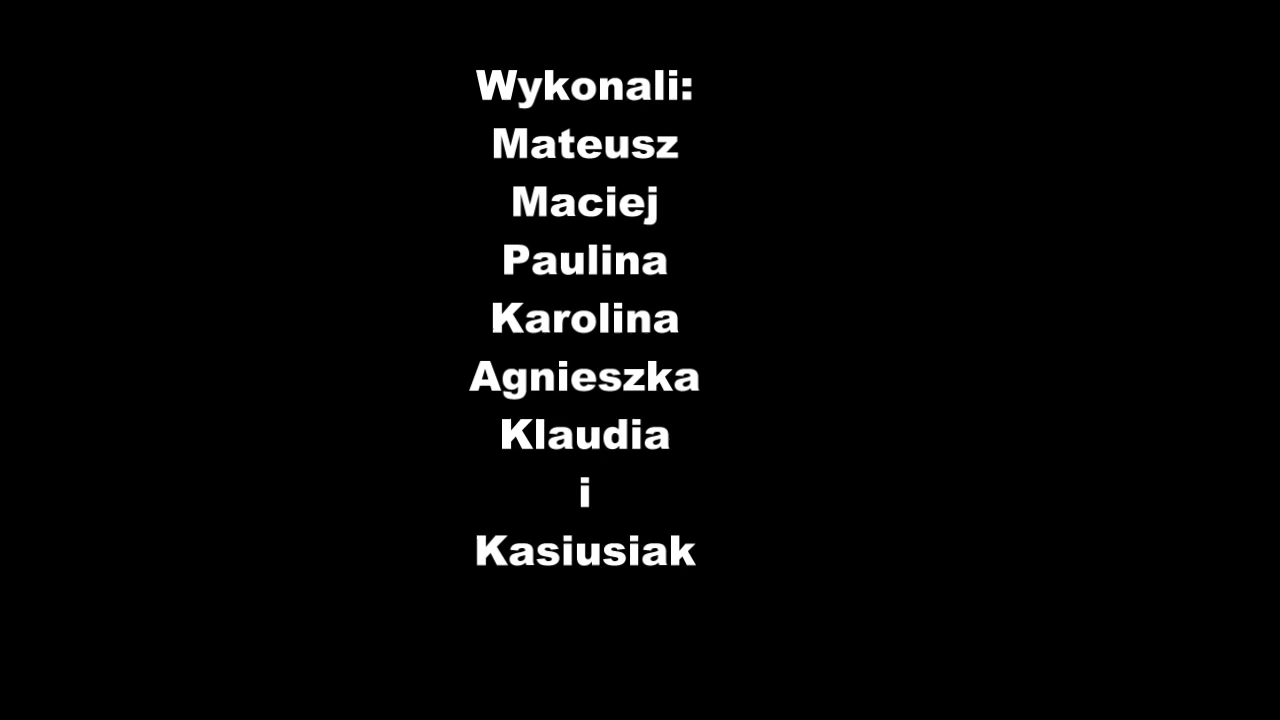 Wykonali:
Mateusz
Maciej
Paulina
Karolina
Agnieszka
Klaudia
i
Kasiusiak